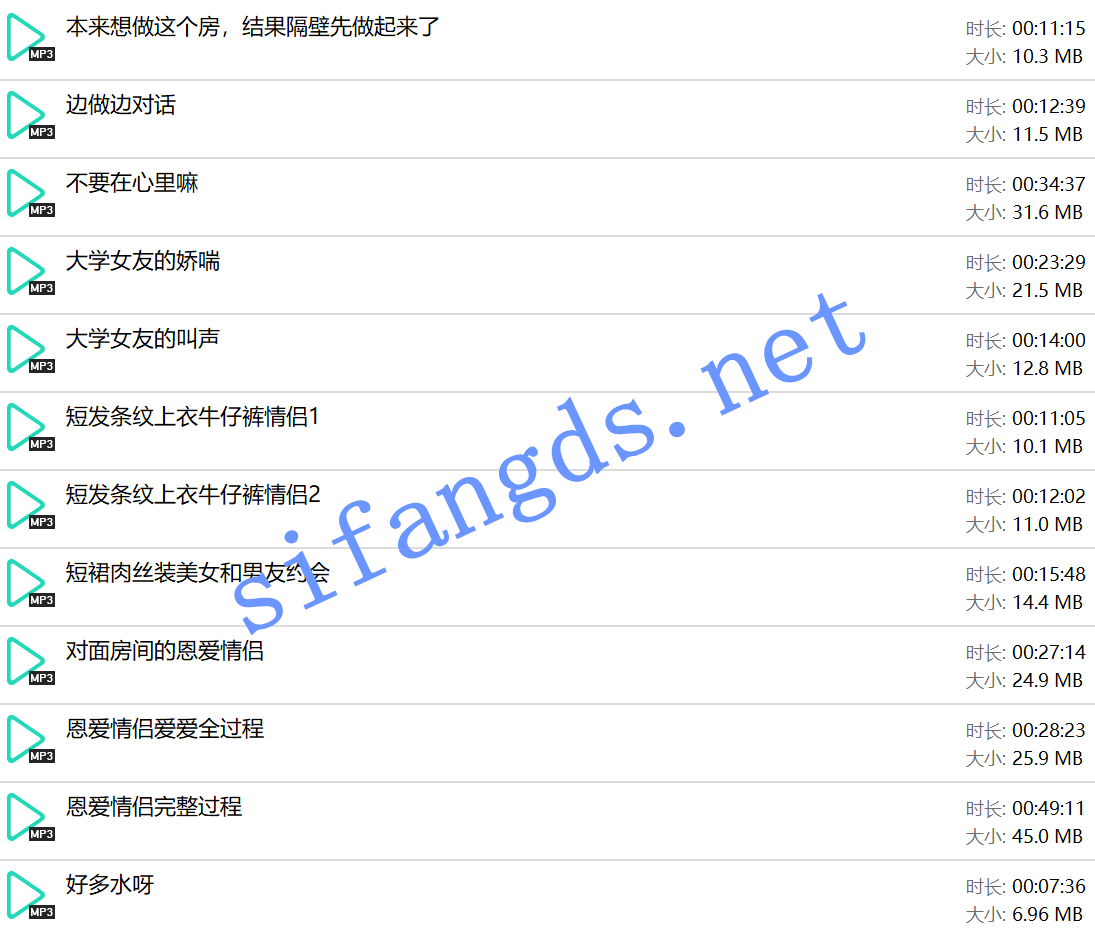 本来想做这个房，结果隔壁先做起来了
时长: 00:11:15
MP3
大小: 10.3 MB
边做边对话
时长: 00:12:39
MP3
大小: 11.5 MB
不要在心里嘛
时长: 00:34:37
MP3
大小: 31.6 MB
大学女友的娇喘
时长: 00:23:29
MP3
大小: 21.5 MB
大学女友的叫声
时长: 00:14:00
MP3
大小: 12.8 MB
短发条纹上衣牛仔裤情侣1
时长: 00:11:05
MP3
大小: 10.1 MB
短发条纹上衣牛仔裤情侣2
时长: 00:12:02
MP3
大小: 11.0 MB
短裙肉丝装美女和男友约会
时长: 00:15:48
MP3
大小: 14.4 MB
对面房间的恩爱情侣
时长: 00:27:14
MP3
大小: 24.9 MB
恩爱情侣爱爱全过程
时长: 00:28:23
MP3
大小: 25.9 MB
恩爱情侣完整过程
时长: 00:49:11
MP3
大小: 45.0 MB
好多水呀
时长: 00:07:36
MP3
大小: 6.96 MB
sifangds.net